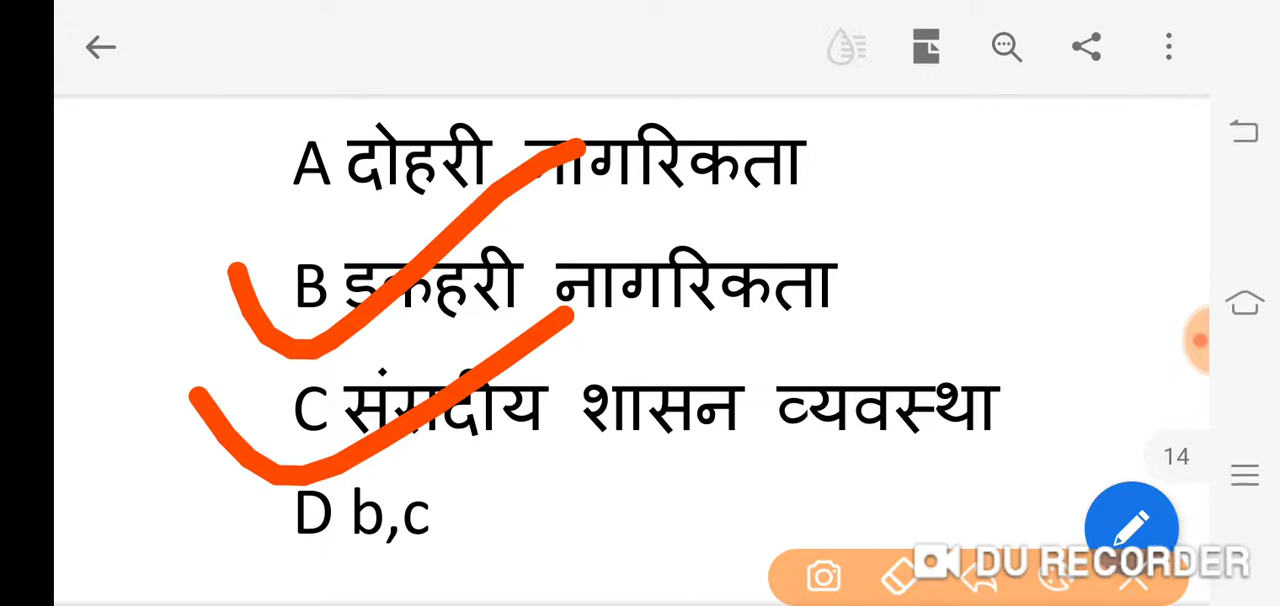 A दोहरी नागरिकता
B इकहरी नागरिकता
C संसदीय शासन व्यवस्था
14
D b,c
DU RECORDER